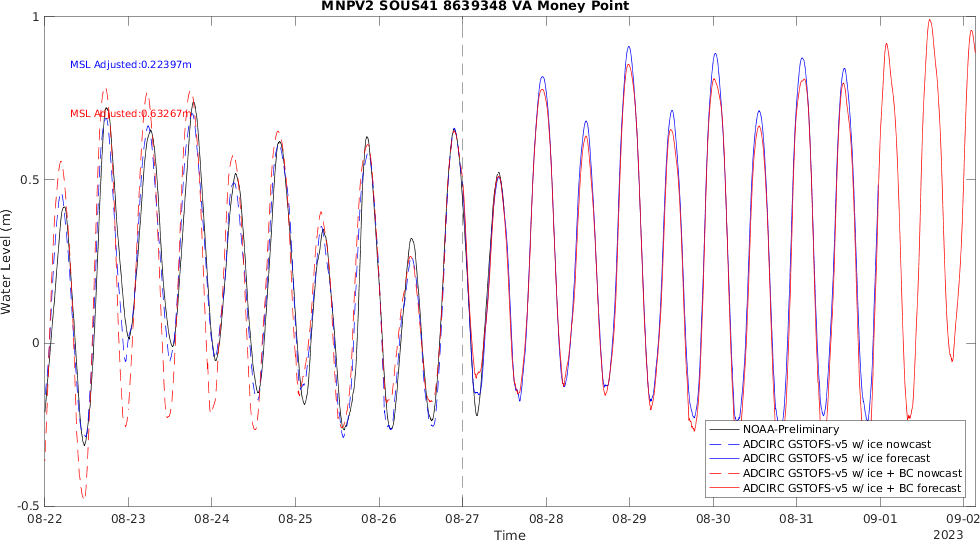 MNPV2 SOUS41 8639348 VA Money Point
MSL Adjusted:0.22397m
MSL Adjusted:0.63267m
Water Level (m)
1
0.5
0
-0.5
NOAA-Preliminary
ADCIRC GSTOFS-v5 w/ ice nowcast
ADCIRC GSTOFS-v5 w/ ice forecast
ADCIRC GSTOFS-v5 w/ ice + BC nowcast
ADCIRC GSTOFS-v5 w/ ice + BC forecast
08-22 08-23 08-24 08-25 08-26 08-27 08-28 08-29 08-30 08-31 09-01 09-02
Time
2023